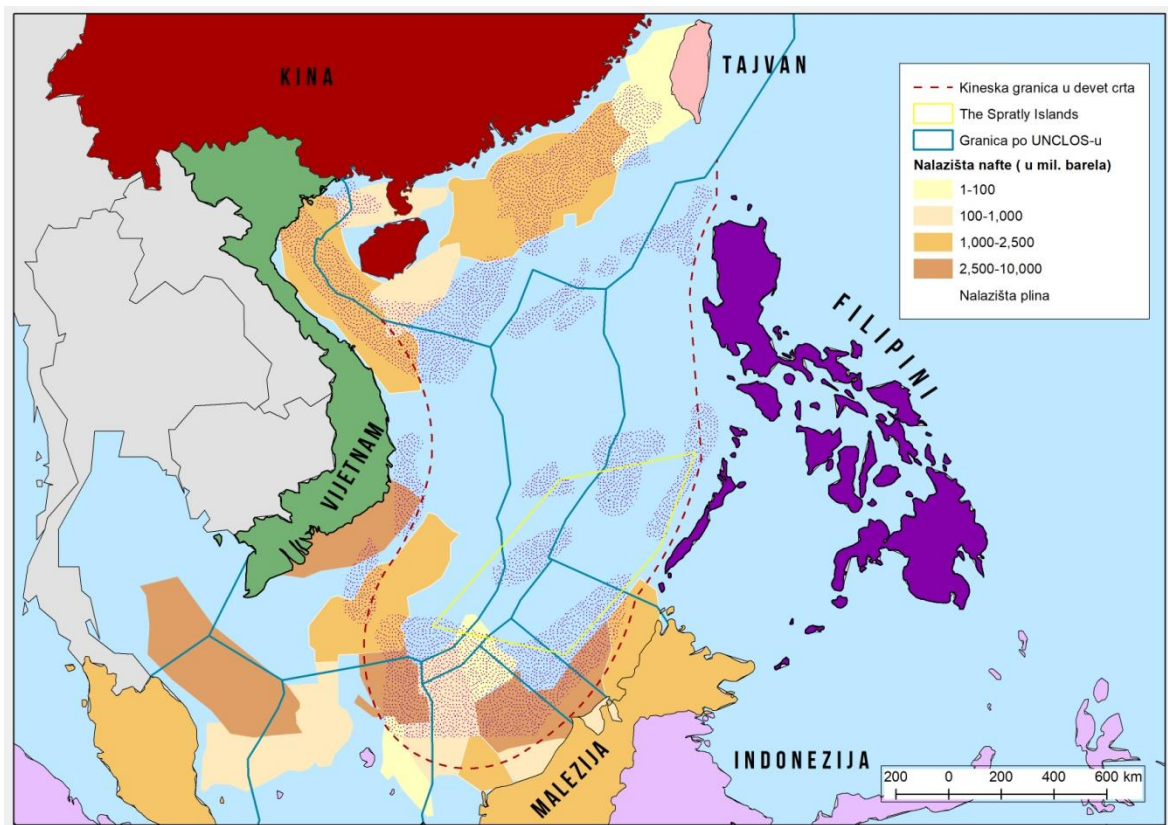 KINA
TAJVAN
Kineska granica u devet crta
The Spratly Islands
Granica po UNCLOS-u
Nalazišta nafte ( u mil. barela)
1-100
100-1,000
1,000-2,500
2,500-10,000
Nalazišta plina
FILIPINI
VIJETNAM
MALEZIJA
INDONEZIJA
200 0 200 400 600 km